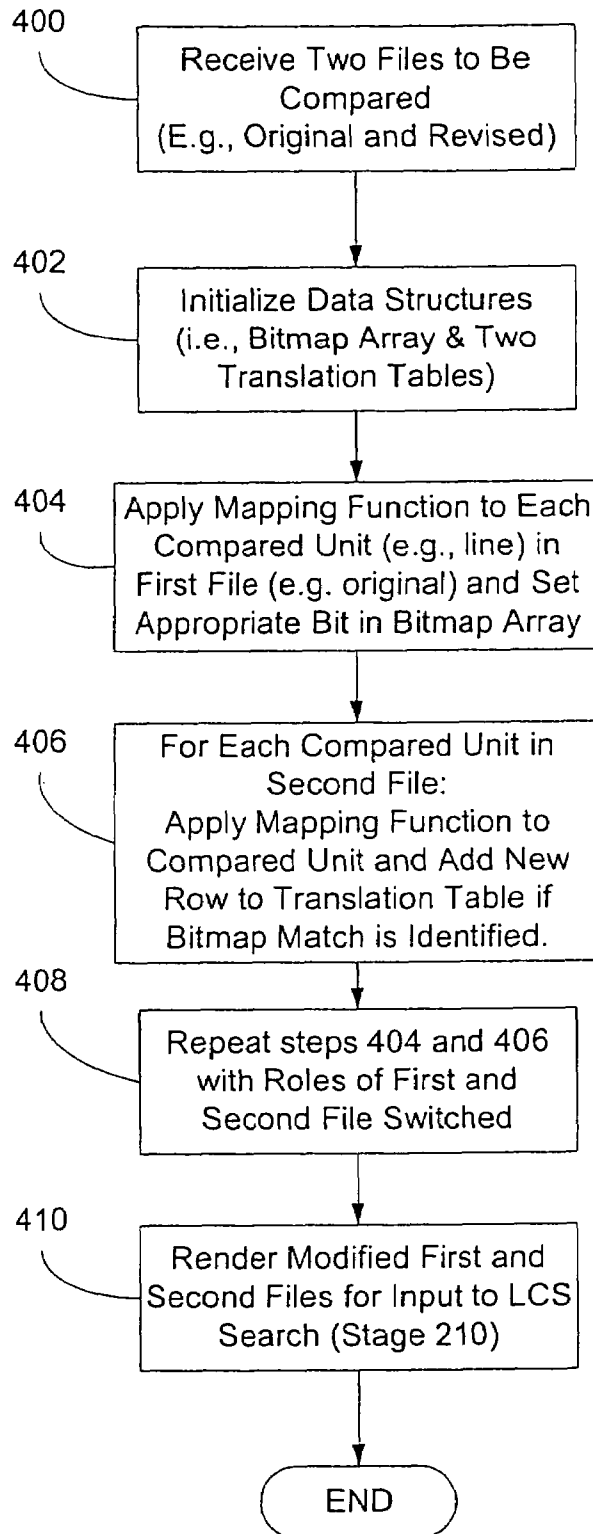 400
Receive Two Files to Be
Compared
(E.g., Original and Revised)
402
Initialize Data Structures
(i.e., Bitmap Array & Two
Translation Tables)
404
Apply Mapping Function to Each
Compared Unit (e.g., line) in
First File (e.g. original) and Set
Appropriate Bit in Bitmap Array
406
For Each Compared Unit in
Second File:
Apply Mapping Function to
Compared Unit and Add New
Row to Translation Table if
Bitmap Match is Identified.
408
Repeat steps 404 and 406
with Roles of First and
Second File Switched
410
Render Modified First and
Second Files for Input to LCS
Search (Stage 210)
END